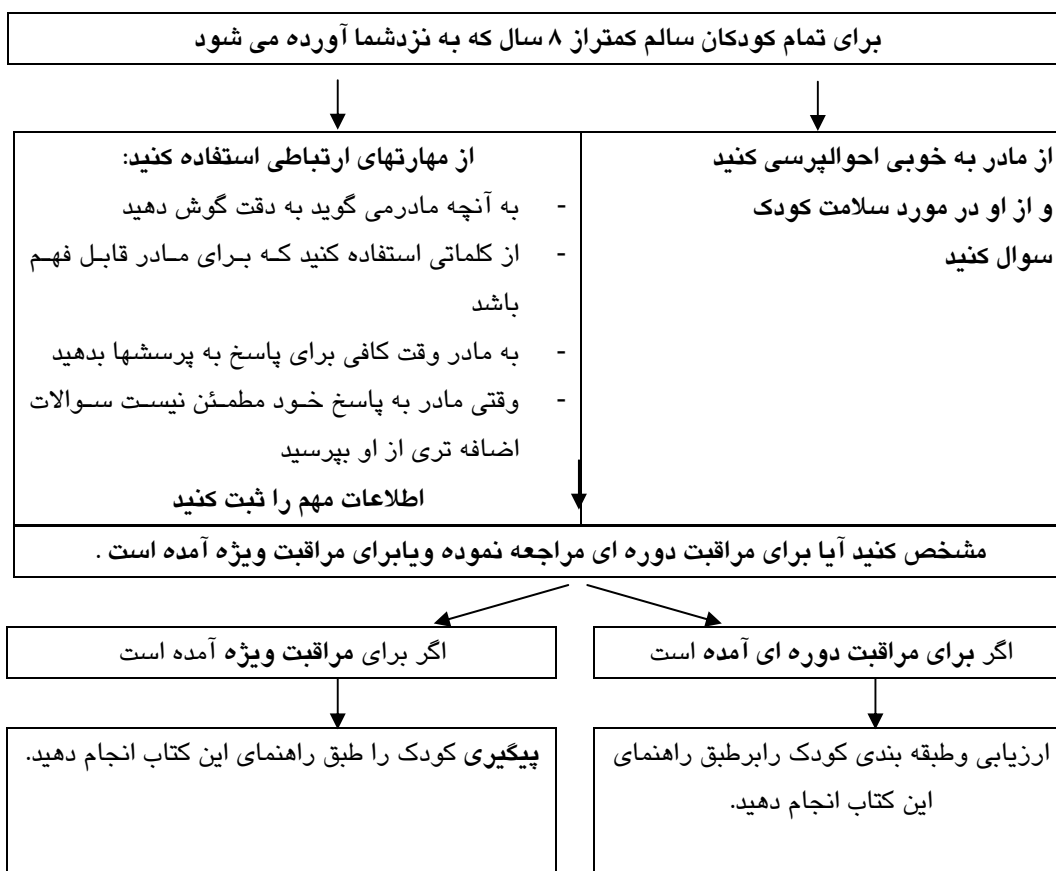 برای تمام کودکان سالم کمتراز ۸ سال که به نزدشما آورده می شود
از مادر به خوبی احوالپرسی کنید
و از او در مورد سلامت کودک
سوال کنید
از مهارتهای ارتباطی استفاده کنید:
- به آنچه مادرمی گوید به دقت گوش دهید
- از کلماتی استفاده کنید که برای مادر قابل فهم
باشد
- به مادر وقت کافی برای پاسخ به پرسشها بدهید
- وقتی مادر به پاسخ خود مطمئن نیست سوالات
اضافه تری از او بپرسید
اطلاعات مهم را ثبت کنید
مشخص کنید آیا برای مراقبت دوره ای مراجعه نموده ویابرای مراقبت ویژه آمده است .
اگر برای مراقبت دوره ای آمده است
اگر برای مراقبت ویژه آمده است
ارزیابی وطبقه بندی کودک رابرطبق راهنمای
این کتاب انجام دهید.
پیگیری کودک را طبق راهنمای این کتاب انجام دهید.